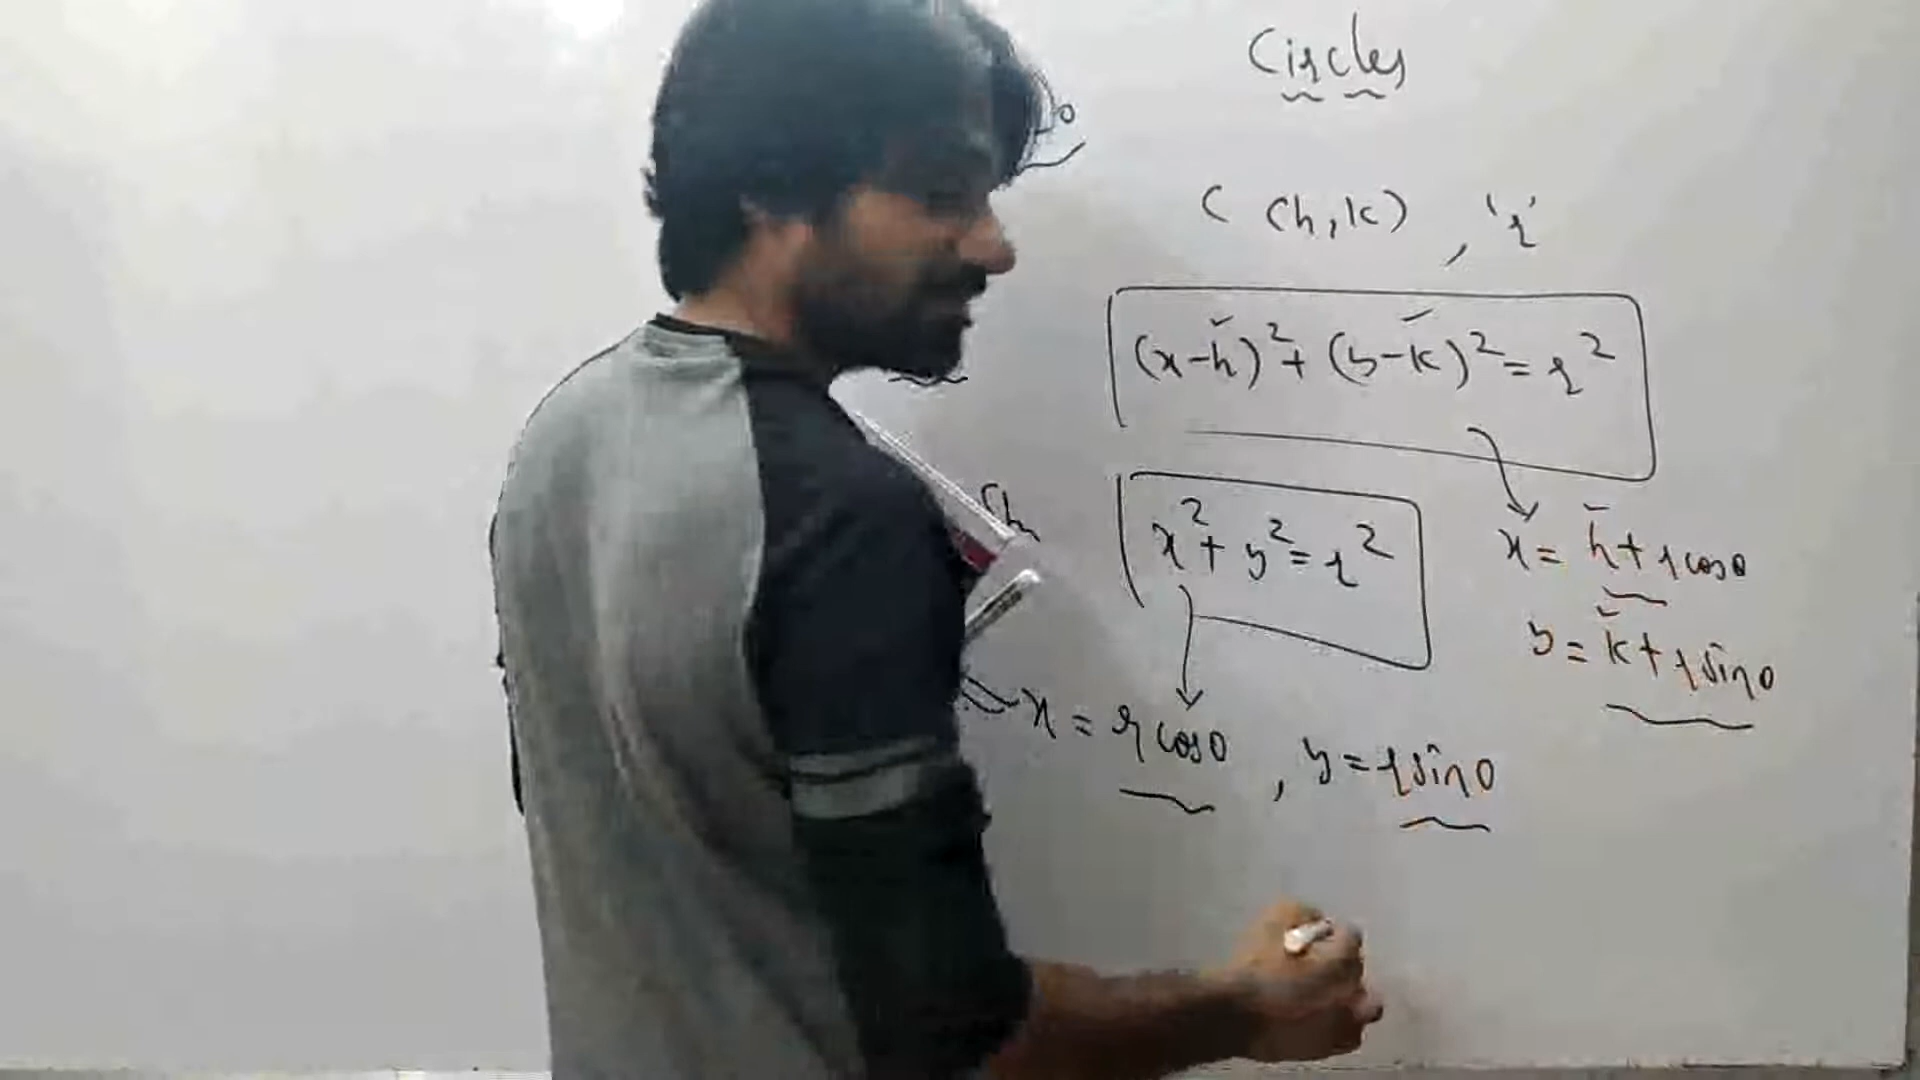 Circles
C (h,k) , 'r'
(x-h)² + (y-k)² = r²
x² + y² = r²
x = h + r cosθ
y = k + r sinθ
x = r cosθ , y = r sinθ